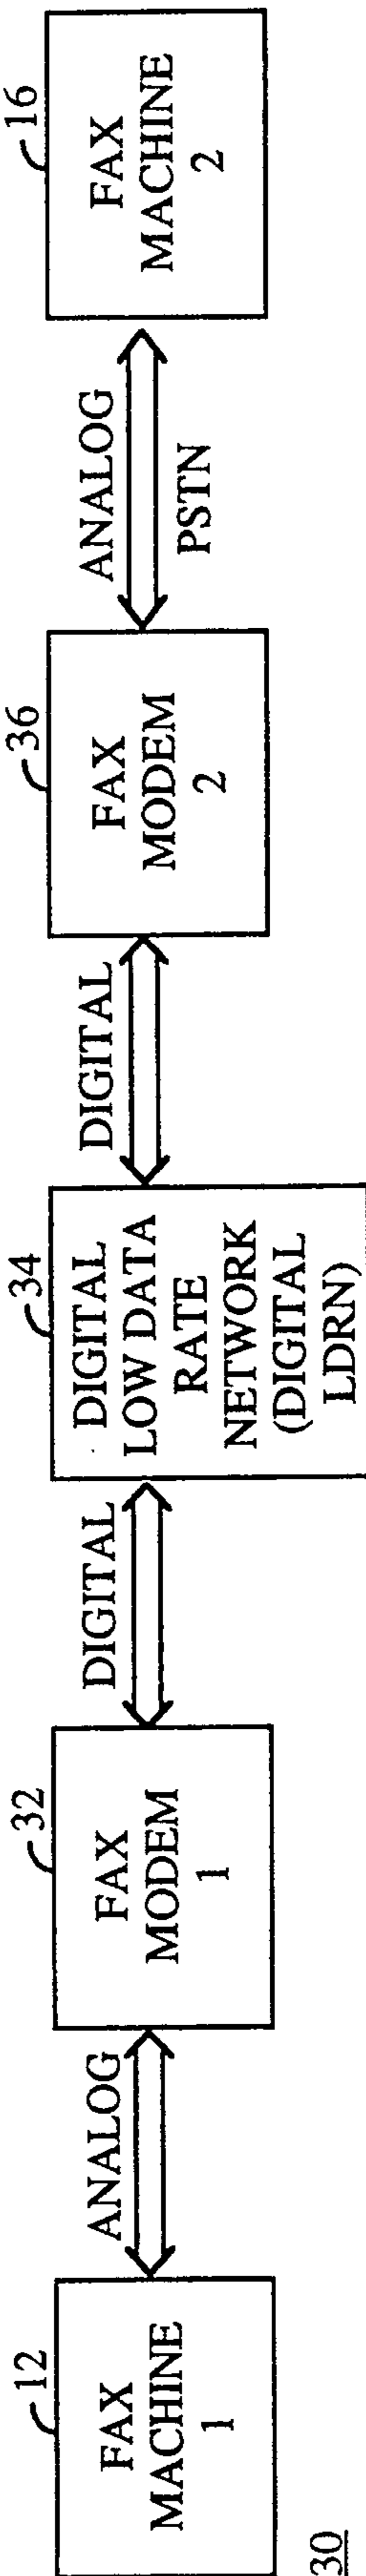 12
FAX
MACHINE
1
ANALOG
32
FAX
MODEM
1
DIGITAL
34
DIGITAL
LOW DATA
RATE
NETWORK
(DIGITAL
LDRN)
DIGITAL
36
FAX
MODEM
2
ANALOG
PSTN
16
FAX
MACHINE
2
30